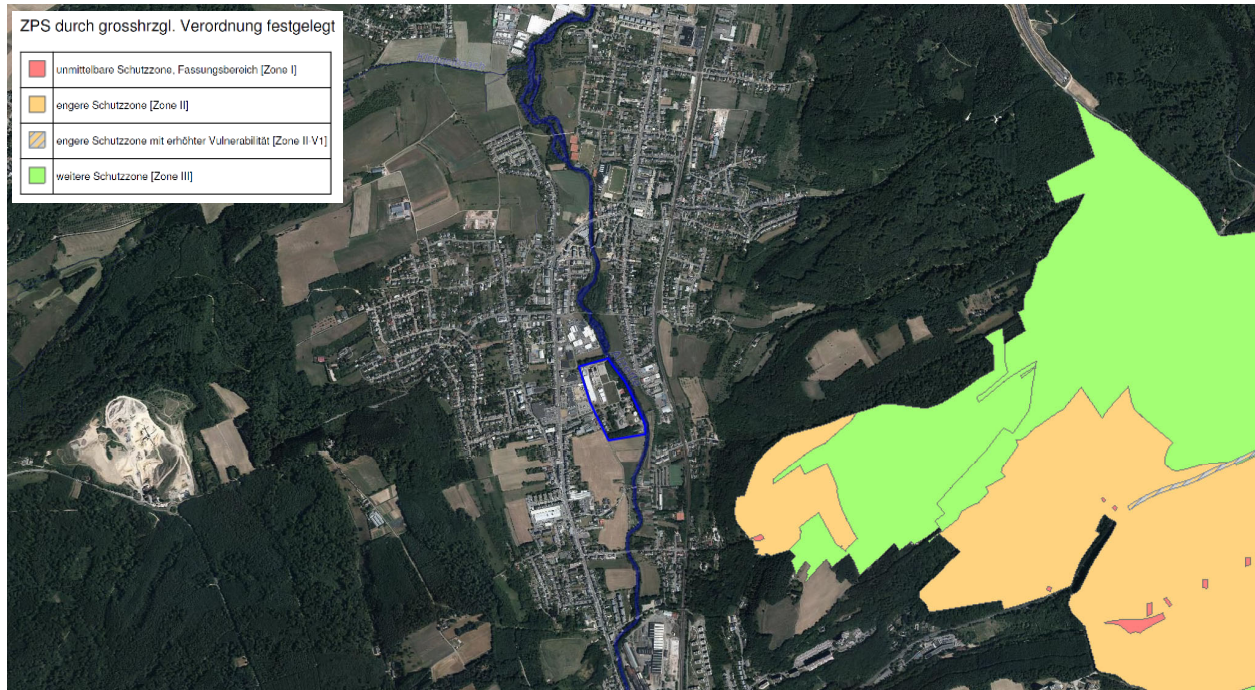 ZPS durch grosshrzgl. Verordnung festgelegt
unmittelbare Schutzzone, Fassungsbereich [Zone I]
engere Schutzzone [Zone II]
engere Schutzzone mit erhöhter Vulnerabilität [Zone II-V1]
weitere Schutzzone [Zone III]